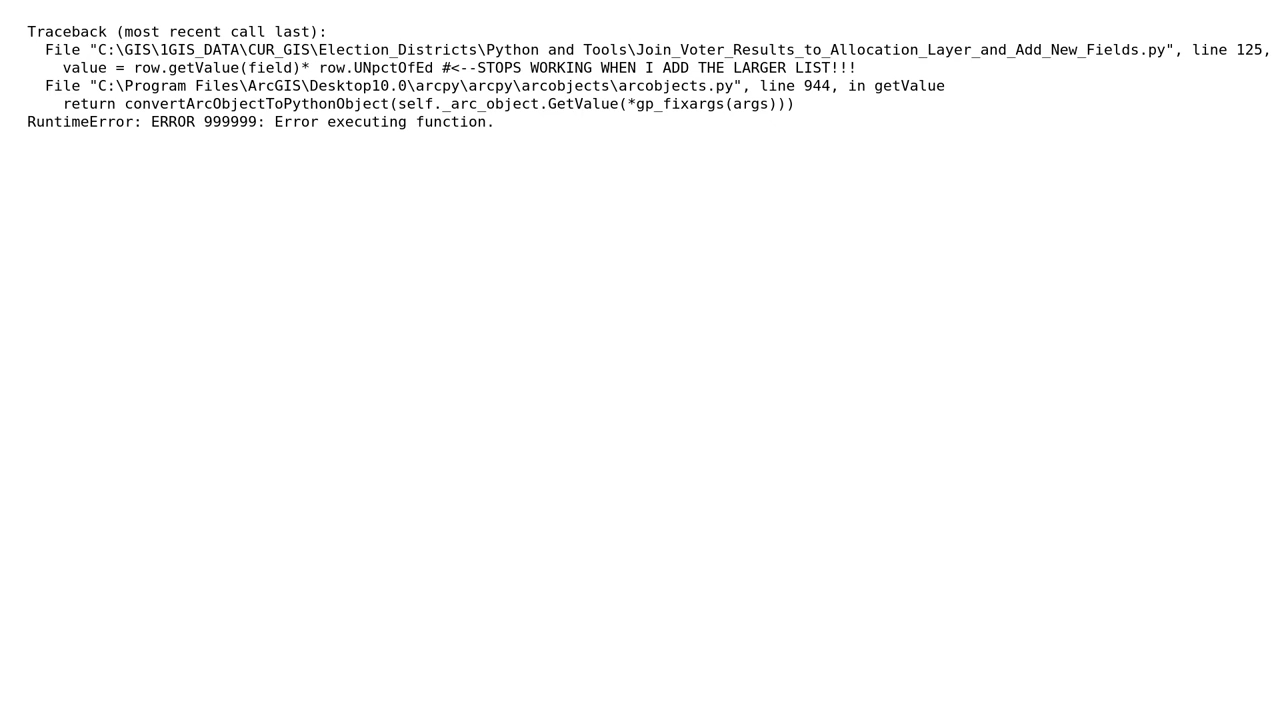 Traceback (most recent call last):
  File "C:\GIS\1GIS_DATA\CUR_GIS\Election_Districts\Python and Tools\Join_Voter_Results_to_Allocation_Layer_and_Add_New_Fields.py", line 125,
    value = row.getValue(field)* row.UNpctOfEd #<--STOPS WORKING WHEN I ADD THE LARGER LIST!!!
  File "C:\Program Files\ArcGIS\Desktop10.0\arcpy\arcpy\arcobjects\arcobjects.py", line 944, in getValue
    return convertArcObjectToPythonObject(self._arc_object.GetValue(*gp_fixargs(args)))
RuntimeError: ERROR 999999: Error executing function.